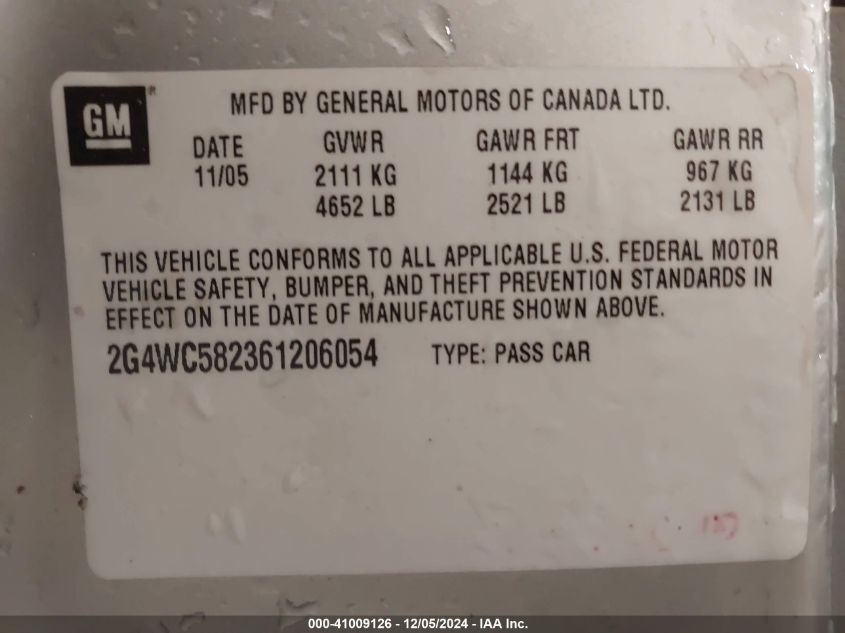 GM®
MFD BY GENERAL MOTORS OF CANADA LTD.
DATE GVWR GAWR FRT GAWR RR
11/05 2111 KG 1144 KG 967 KG
4652 LB 2521 LB 2131 LB
THIS VEHICLE CONFORMS TO ALL APPLICABLE U.S. FEDERAL MOTOR
VEHICLE SAFETY, BUMPER, AND THEFT PREVENTION STANDARDS IN
EFFECT ON THE DATE OF MANUFACTURE SHOWN ABOVE.
2G4WC582361206054 TYPE: PASS CAR
000-41009126 - 12/05/2024 - IAA Inc.